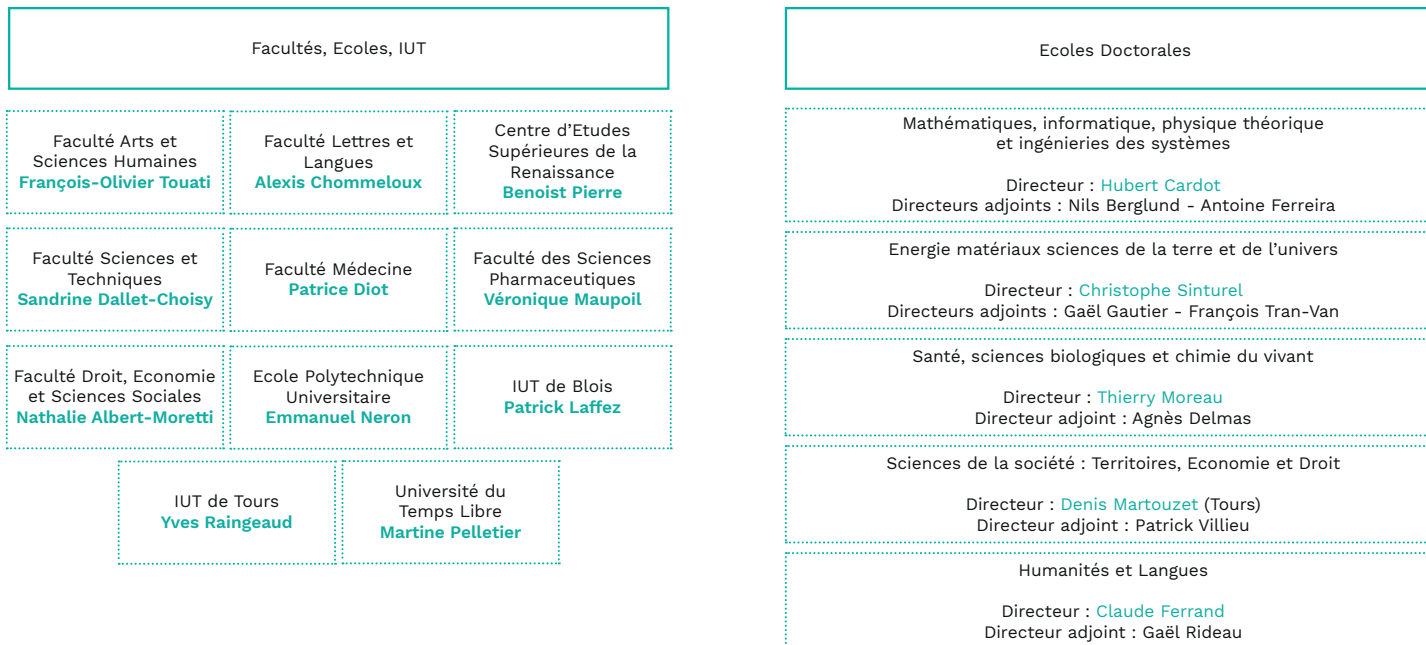 Facultés, Ecoles, IUT
Faculté Arts et
Sciences Humaines
François-Olivier Touati
Faculté Lettres et
Langues
Alexis Chommeloux
Centre d’Etudes
Supérieures de la
Renaissance
Benoist Pierre
Faculté Sciences et
Techniques
Sandrine Dallet-Choisy
Faculté Médecine
Patrice Diot
Faculté des Sciences
Pharmaceutiques
Véronique Maupoil
Faculté Droit, Economie
et Sciences Sociales
Nathalie Albert-Moretti
Ecole Polytechnique
Universitaire
Emmanuel Neron
IUT de Blois
Patrick Laffez
IUT de Tours
Yves Raingeaud
Université du
Temps Libre
Martine Pelletier
Ecoles Doctorales
Mathématiques, informatique, physique théorique
et ingénieries des systèmes
Directeur : Hubert Cardot
Directeurs adjoints : Nils Berglund - Antoine Ferreira
Energie matériaux sciences de la terre et de l’univers
Directeur : Christophe Sinturel
Directeurs adjoints : Gaël Gautier - François Tran-Van
Santé, sciences biologiques et chimie du vivant
Directeur : Thierry Moreau
Directeur adjoint : Agnès Delmas
Sciences de la société : Territoires, Economie et Droit
Directeur : Denis Martouzet (Tours)
Directeur adjoint : Patrick Villieu
Humanités et Langues
Directeur : Claude Ferrand
Directeur adjoint : Gaël Rideau